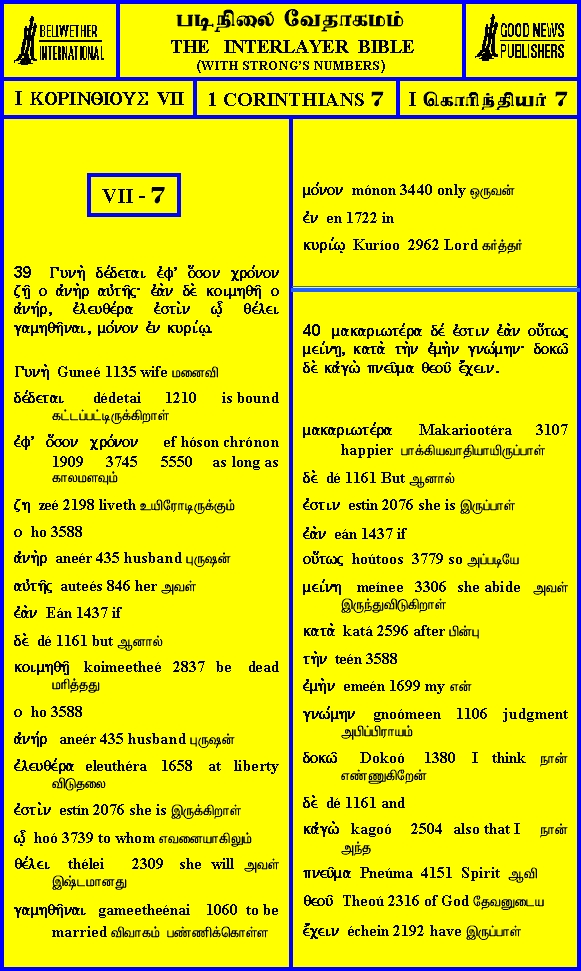 BELLWETHER
INTERNATIONAL
படிநிலை வேதாகமம்
THE INTERLAYER BIBLE
(WITH STRONG'S NUMBERS)
GOOD NEWS
PUBLISHERS
I ΚΟΡΙΝΘΙΟΥΣ VII
1 CORINTHIANS 7
I கொரிந்தியர் 7
VII - 7
39 Γυνὴ δέδεται ἐφ’ ὅσον χρόνον
ζῇ ο ἀνὴρ αὐτῆς· ἐὰν δὲ κοιμηθῇ ο
ἀνήρ, ἐλευθέρα ἐστὶν ᾧ θέλει
γαμηθῆναι, μόνον ἐν κυρίῳ.
Γυνὴ Guneé 1135 wife மனைவி
δέδεται dédetai 1210 is bound
கட்டப்பட்டிருக்கிறாள்
ἐφ’ ὅσον χρόνον ef hóson chrónon
1909 3745 5550 as long as
காலமளவும்
ζη zeé 2198 liveth உயிரோடிருக்கும்
ο ho 3588
ἀνὴρ aneér 435 husband புருஷன்
αὐτῆς auteés 846 her அவள்
ἐὰν Eán 1437 if
δὲ dé 1161 but ஆனால்
κοιμηθῇ koimeetheé 2837 be dead
மரித்தது
ο ho 3588
ἀνήρ aneér 435 husband புருஷன்
ἐλευθέρα eleuthéra 1658 at liberty
விடுதலை
ἐστὶν estín 2076 she is இருக்கிறாள்
ᾧ hoó 3739 to whom எவனையாகிலும்
θέλει thélei 2309 she will அவள்
இஷ்டமானது
γαμηθῆναι gameetheénai 1060 to be
married விவாகம் பண்ணிக்கொள்ள
μόνον mónon 3440 only ஒருவன்
ἐν en 1722 in
κυρίῳ Kuríoo 2962 Lord கர்த்தர்
40 μακαριωτέρα δέ ἐστιν ἐὰν οὕτως
μείνῃ, κατὰ τὴν ἐμὴν γνώμην· δοκῶ
δὲ κἀγὼ πνεῦμα θεοῦ ἔχειν.
μακαριωτέρα Makariootéra 3107
happier பாக்கியவாதியாயிருப்பாள்
δὲ dé 1161 But ஆனால்
ἐστιν estin 2076 she is இருப்பாள்
ἐὰν eán 1437 if
οὕτως hoútoos 3779 so அப்படியே
μείνη meínee 3306 she abide அவள்
இருந்துவிடுகிறாள்
κατὰ katá 2596 after பின்பு
τὴν teén 3588
ἐμὴν emeén 1699 my என்
γνώμην gnoómeen 1106 judgment
அபிப்பிராயம்
δοκῶ Dokoó 1380 I think நான்
எண்ணுகிறேன்
δὲ dé 1161 and
κἀγὼ kagoó 2504 also that I நான்
அந்த
πνεῦμα Pneúma 4151 Spirit ஆவி
θεοῦ Theoú 2316 of God தேவனுடைய
ἔχειν échein 2192 have இருப்பாள்